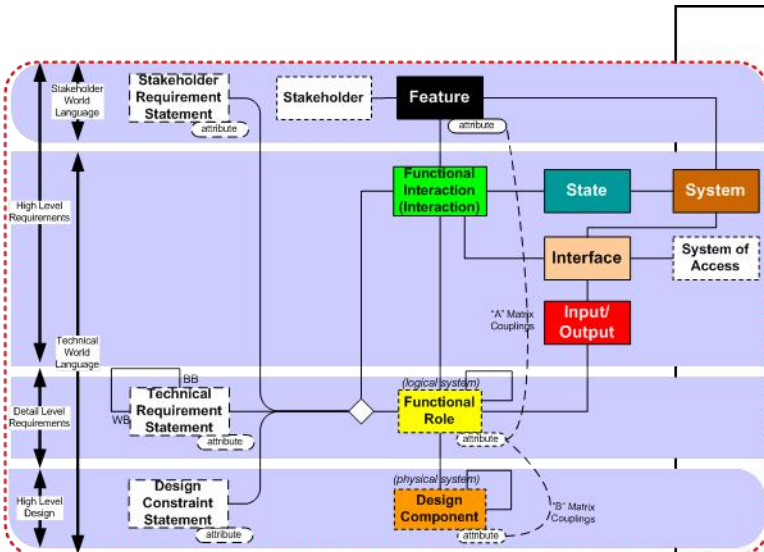 Stakeholder
World
Language
Stakeholder
Requirement
Statement
attribute
Stakeholder
Feature
attribute
High Level
Requirements
Functional
Interaction
(Interaction)
State
System
Interface
System of
Access
"A" Matrix
Couplings
Input/
Output
Technical
World
Language
Detail Level
Requirements
BB
WB
Technical
Requirement
Statement
attribute
(logical system)
Functional
Role
attribute
High Level
Design
Design
Constraint
Statement
attribute
(physical system)
Design
Component
attribute
"B" Matrix
Couplings